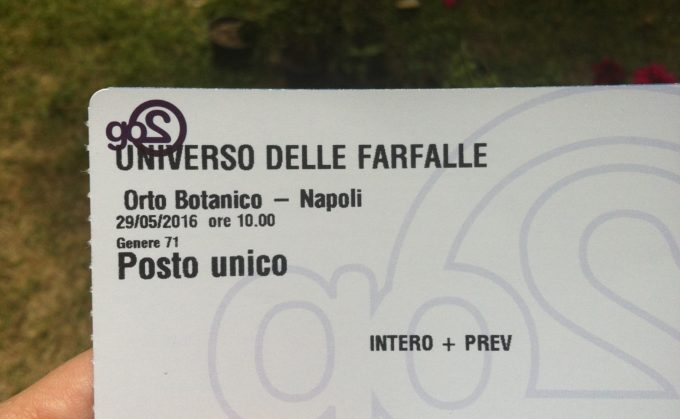 go2
UNIVERSO DELLE FARFALLE
Orto Botanico – Napoli
29/05/2016 ore 10.00
Genere 71
Posto unico
INTERO + PREV
go2